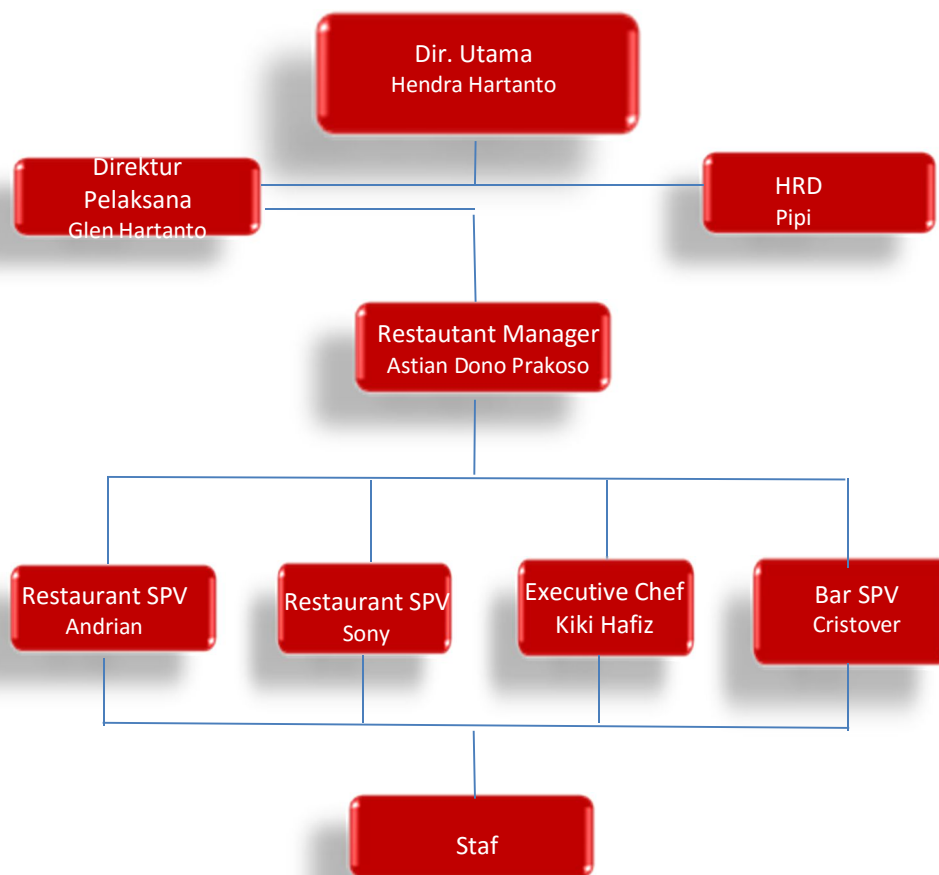 Dir. Utama
Hendra Hartanto
Direktur
Pelaksana
Glen Hartanto
HRD
Pipi
Restautant Manager
Astian Dono Prakoso
Restaurant SPV
Andrian
Restaurant SPV
Sony
Executive Chef
Kiki Hafiz
Bar SPV
Cristover
Staf